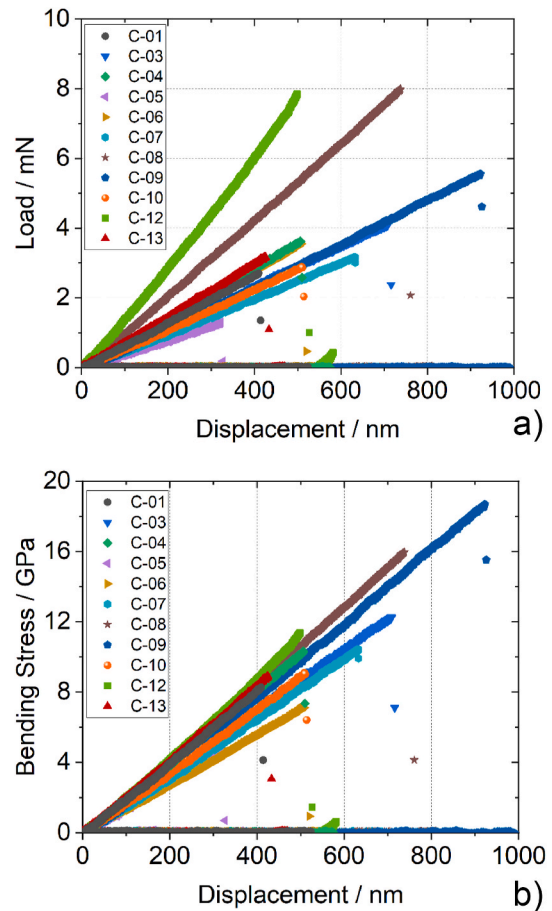 Load / mN
8
6
4
2
0
C-01
C-03
C-04
C-05
C-06
C-07
C-08
C-09
C-10
C-12
C-13
0 200 400 600 800 1000
Displacement / nm
a)
Bending Stress / GPa
20
16
12
8
4
0
C-01
C-03
C-04
C-05
C-06
C-07
C-08
C-09
C-10
C-12
C-13
0 200 400 600 800 1000
Displacement / nm
b)